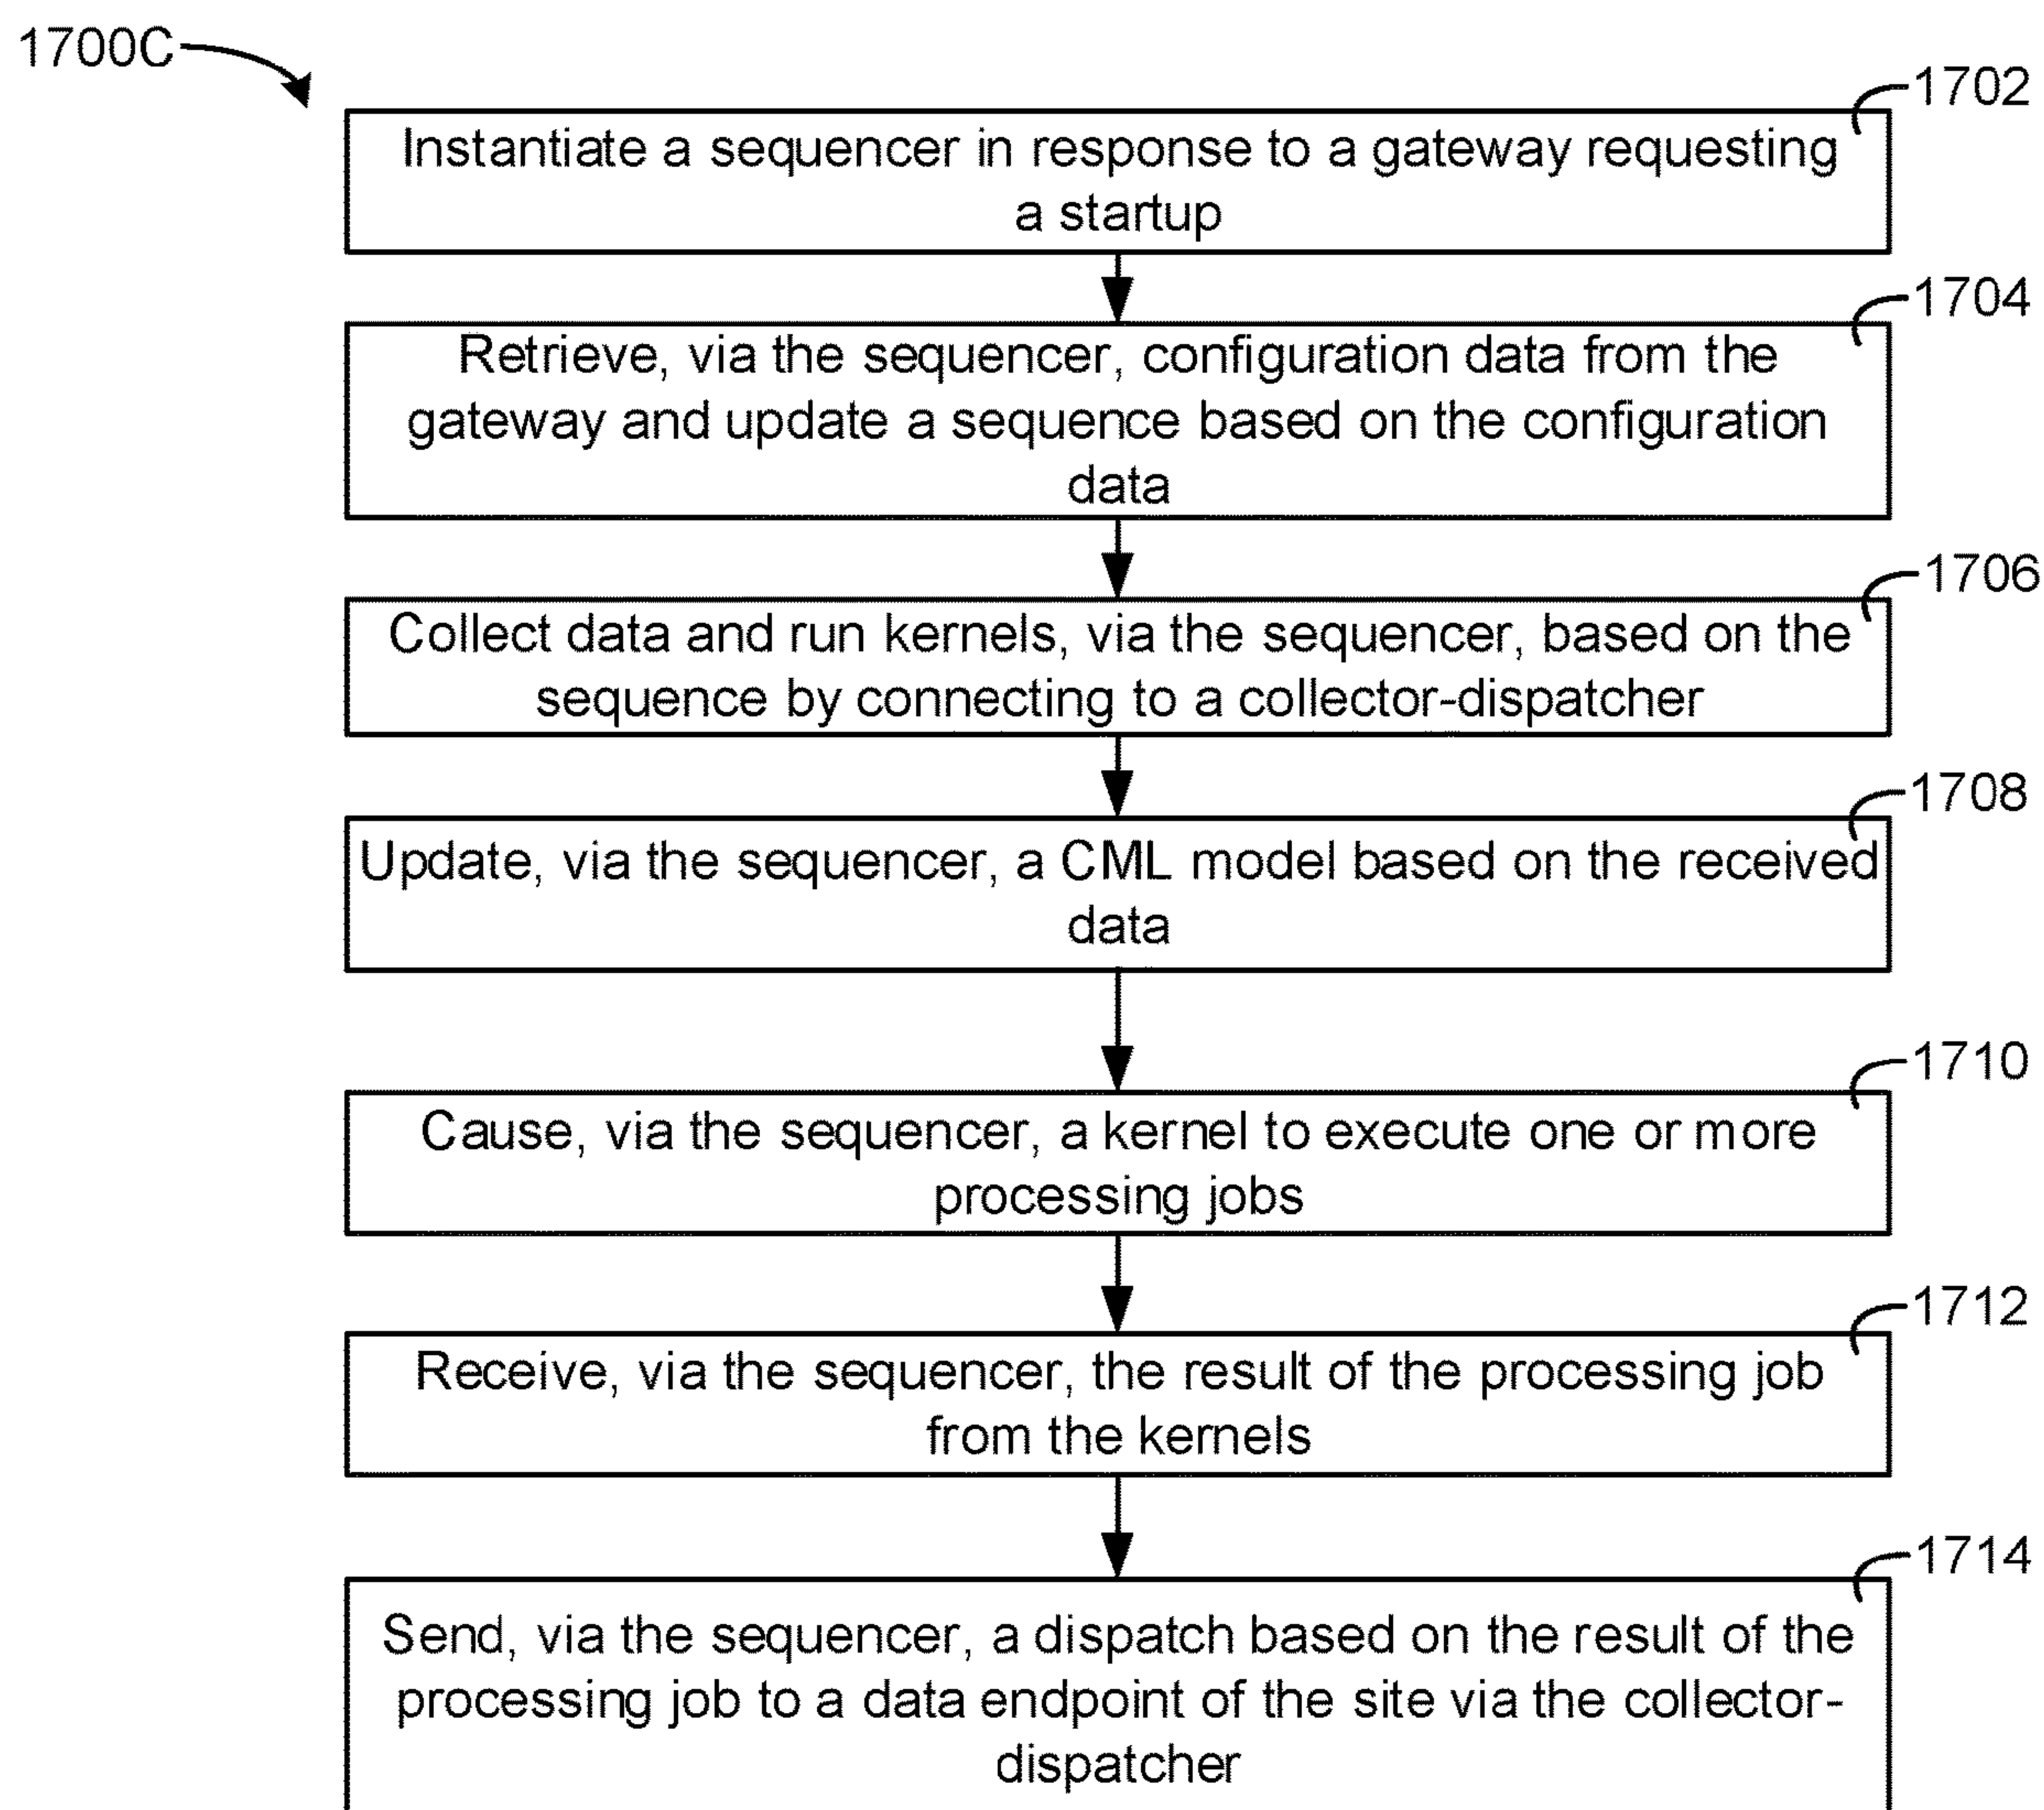 1700C
1702
Instantiate a sequencer in response to a gateway requesting
a startup
1704
Retrieve, via the sequencer, configuration data from the
gateway and update a sequence based on the configuration
data
1706
Collect data and run kernels, via the sequencer, based on the
sequence by connecting to a collector-dispatcher
1708
Update, via the sequencer, a CML model based on the received
data
1710
Cause, via the sequencer, a kernel to execute one or more
processing jobs
1712
Receive, via the sequencer, the result of the processing job
from the kernels
1714
Send, via the sequencer, a dispatch based on the result of the
processing job to a data endpoint of the site via the collector-
dispatcher